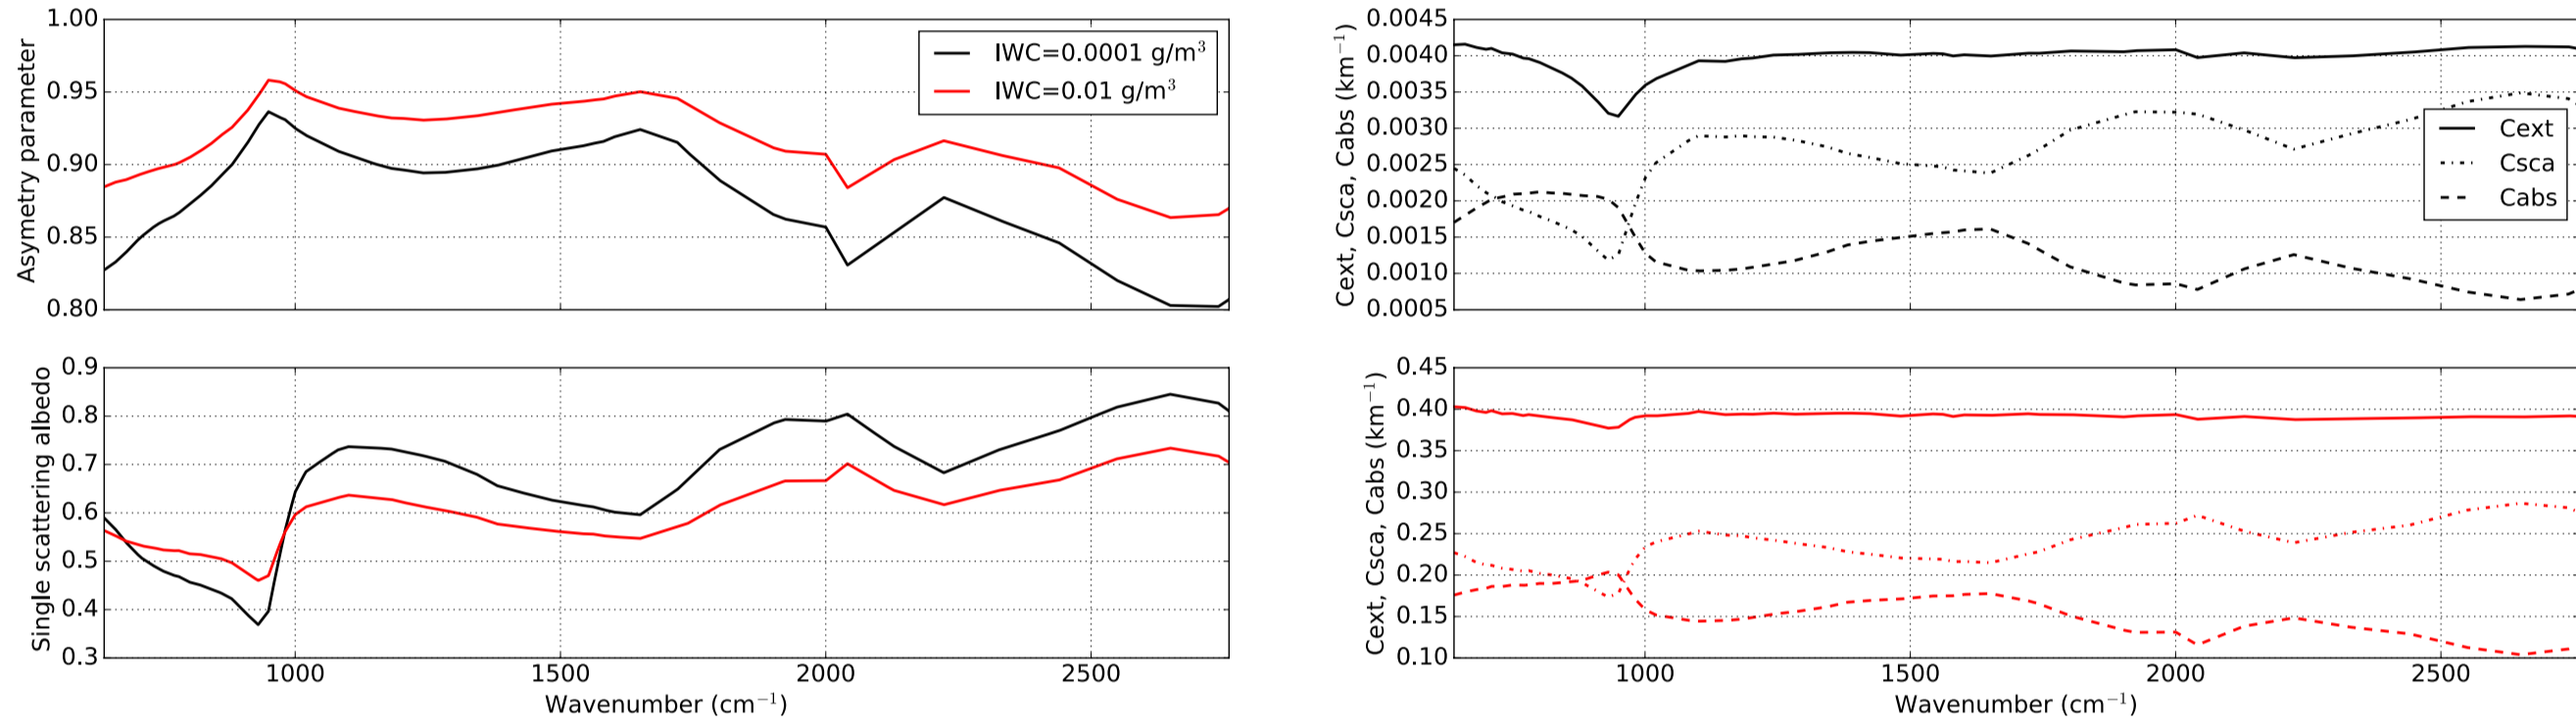 Asymetry parameter
1.00
0.95
0.90
0.85
0.80
IWC=0.0001 g/m³
IWC=0.01 g/m³
Cext, Csca, Cabs (km⁻¹)
0.0045
0.0040
0.0035
0.0030
0.0025
0.0020
0.0015
0.0010
0.0005
Cext
Csca
Cabs
Single scattering albedo
0.9
0.8
0.7
0.6
0.5
0.4
0.3
1000 1500 2000 2500
Wavenumber (cm⁻¹)
Cext, Csca, Cabs (km⁻¹)
0.45
0.40
0.35
0.30
0.25
0.20
0.15
0.10
1000 1500 2000 2500
Wavenumber (cm⁻¹)